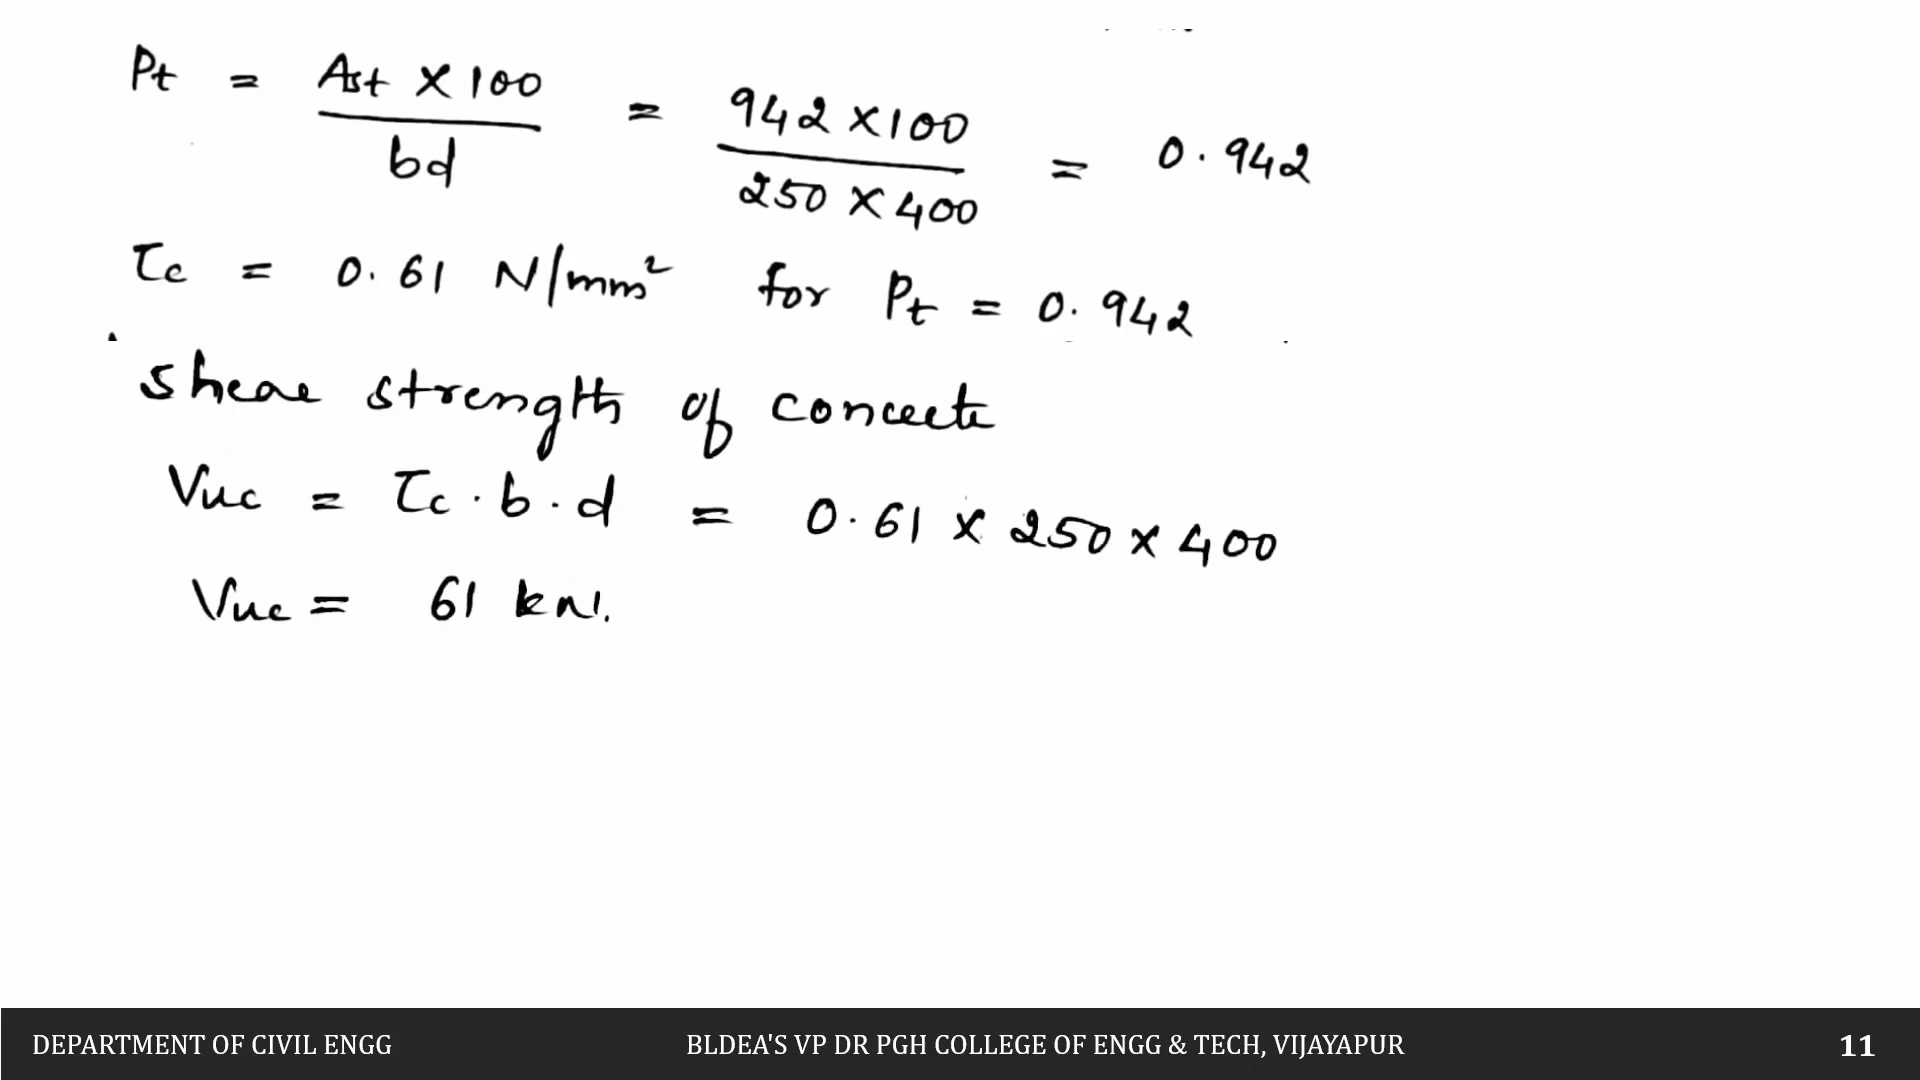 Pt = Ast × 100 / bd = 942 × 100 / 250 × 400 = 0.942
τc = 0.61 N/mm² for Pt = 0.942
Shear strength of concrete
Vuc = τc · b · d = 0.61 × 250 × 400
Vuc = 61 kN.
DEPARTMENT OF CIVIL ENGG BLDEA'S VP DR PGH COLLEGE OF ENGG & TECH, VIJAYAPUR 11